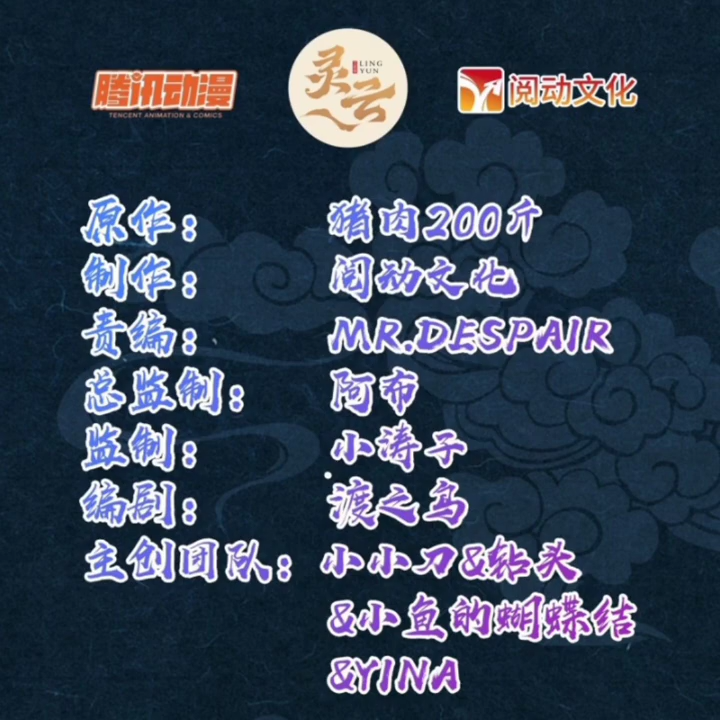 腾讯动漫
TENCENT ANIMATION & COMICS
灵云
LING
YUN
阅动文化
原作： 猪肉200斤
制作： 阅动文化
责编： MR.DESPAIR
总监制： 阿布
监制： 小涛子
编剧： 渡之鸟
主创团队： 小小刀&钻头
&小鱼的蝴蝶结
&YINA